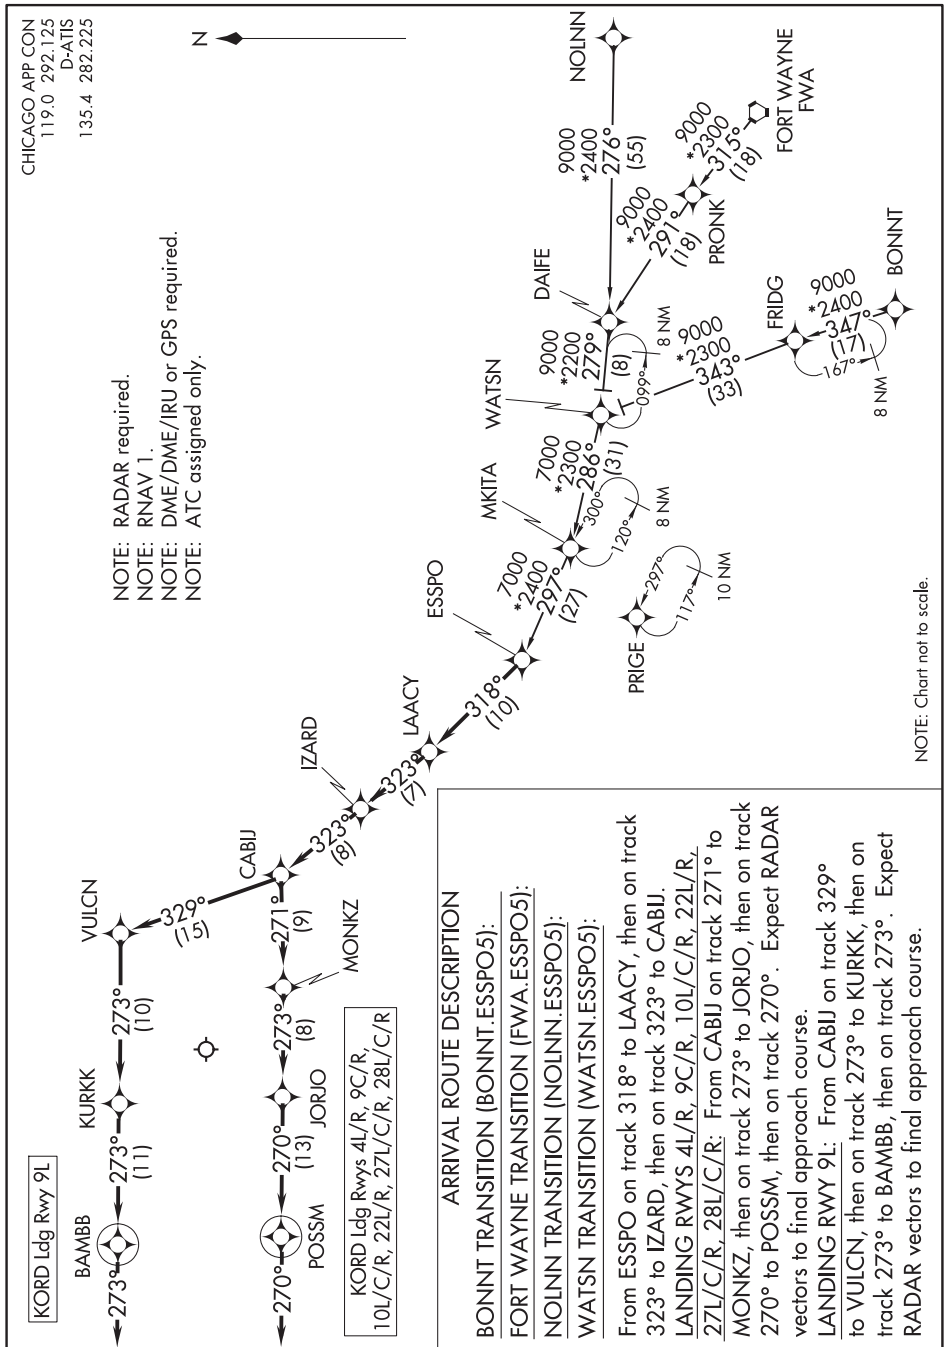 CHICAGO APP CON
119.0 292.125
D-ATIS
135.4 282.225
N
NOTE: RADAR required.
NOTE: RNAV 1.
NOTE: DME/DME/IRU or GPS required.
NOTE: ATC assigned only.
KORD Ldg Rwy 9L
273°
BAMBB
273°
(11)
KURKK
273°
(10)
VULCN
329°
(15)
CABIJ
270°
POSSM
270°
(13)
JORJO
273°
(8)
MONKZ
271°
(9)
KORD Ldg Rwys 4L/R, 9C/R,
10L/C/R, 22L/R, 27L/C/R, 28L/C/R
323°
(8)
IZARD
323°
(7)
LAACY
318°
(10)
ESSPO
7000
*2400
297°
(27)
MKITA
300°
120°
8 NM
7000
*2300
286°
(31)
WATSN
099°
8 NM
9000
*2200
279°
(8)
DAIFE
9000
*2400
276°
(55)
NOLNN
9000
*2400
291°
(18)
PRONK
9000
*2300
315°
(18)
FORT WAYNE
FWA
9000
*2300
343°
(33)
FRIDG
167°
8 NM
9000
*2400
347°
(17)
BONNT
PRIGE
297°
117°
10 NM
ARRIVAL ROUTE DESCRIPTION
BONNT TRANSITION (BONNT.ESSPO5):
FORT WAYNE TRANSITION (FWA.ESSPO5):
NOLNN TRANSITION (NOLNN.ESSPO5):
WATSN TRANSITION (WATSN.ESSPO5):
From ESSPO on track 318° to LAACY, then on track
323° to IZARD, then on track 323° to CABIJ.
LANDING RWYS 4L/R, 9C/R, 10L/C/R, 22L/R,
27L/C/R, 28L/C/R: From CABIJ on track 271° to
MONKZ, then on track 273° to JORJO, then on track
270° to POSSM, then on track 270°. Expect RADAR
vectors to final approach course.
LANDING RWY 9L: From CABIJ on track 329°
to VULCN, then on track 273° to KURKK, then on
track 273° to BAMBB, then on track 273°. Expect
RADAR vectors to final approach course.
NOTE: Chart not to scale.